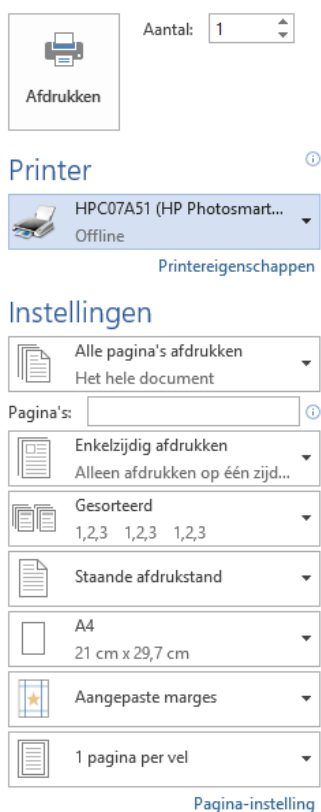 Aantal: 1
Afdrukken
Printer
HPC07A51 (HP Photosmart...
Offline
Printereigenschappen
Instellingen
Alle pagina's afdrukken
Het hele document
Pagina's:
Enkelzijdig afdrukken
Alleen afdrukken op één zijd...
Gesorteerd
1,2,3 1,2,3 1,2,3
Staande afdrukstand
A4
21 cm x 29,7 cm
Aangepaste marges
1 pagina per vel
Pagina-instelling